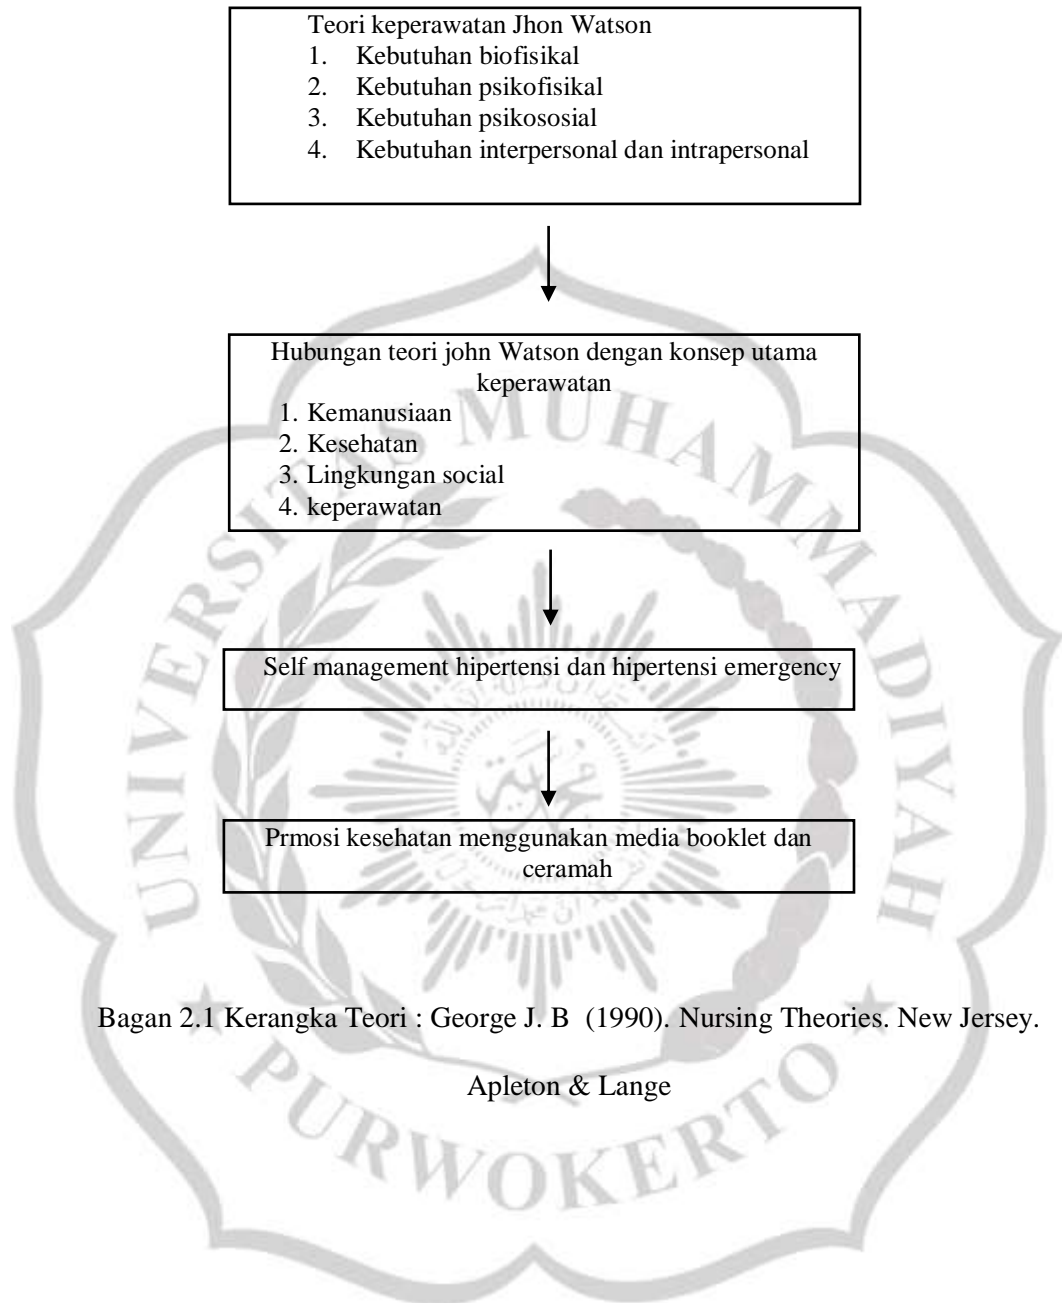 Teori keperawatan Jhon Watson
1. Kebutuhan biofisikal
2. Kebutuhan psikofisikal
3. Kebutuhan psikososial
4. Kebutuhan interpersonal dan intrapersonal
Hubungan teori john Watson dengan konsep utama
keperawatan
1. Kemanusiaan
2. Kesehatan
3. Lingkungan social
4. keperawatan
Self management hipertensi dan hipertensi emergency
Prmosi kesehatan menggunakan media booklet dan
ceramah
Bagan 2.1 Kerangka Teori : George J. B (1990). Nursing Theories. New Jersey.
Apleton & Lange
UNIVERSITAS MUHAMMADIYAH
PURWOKERTO